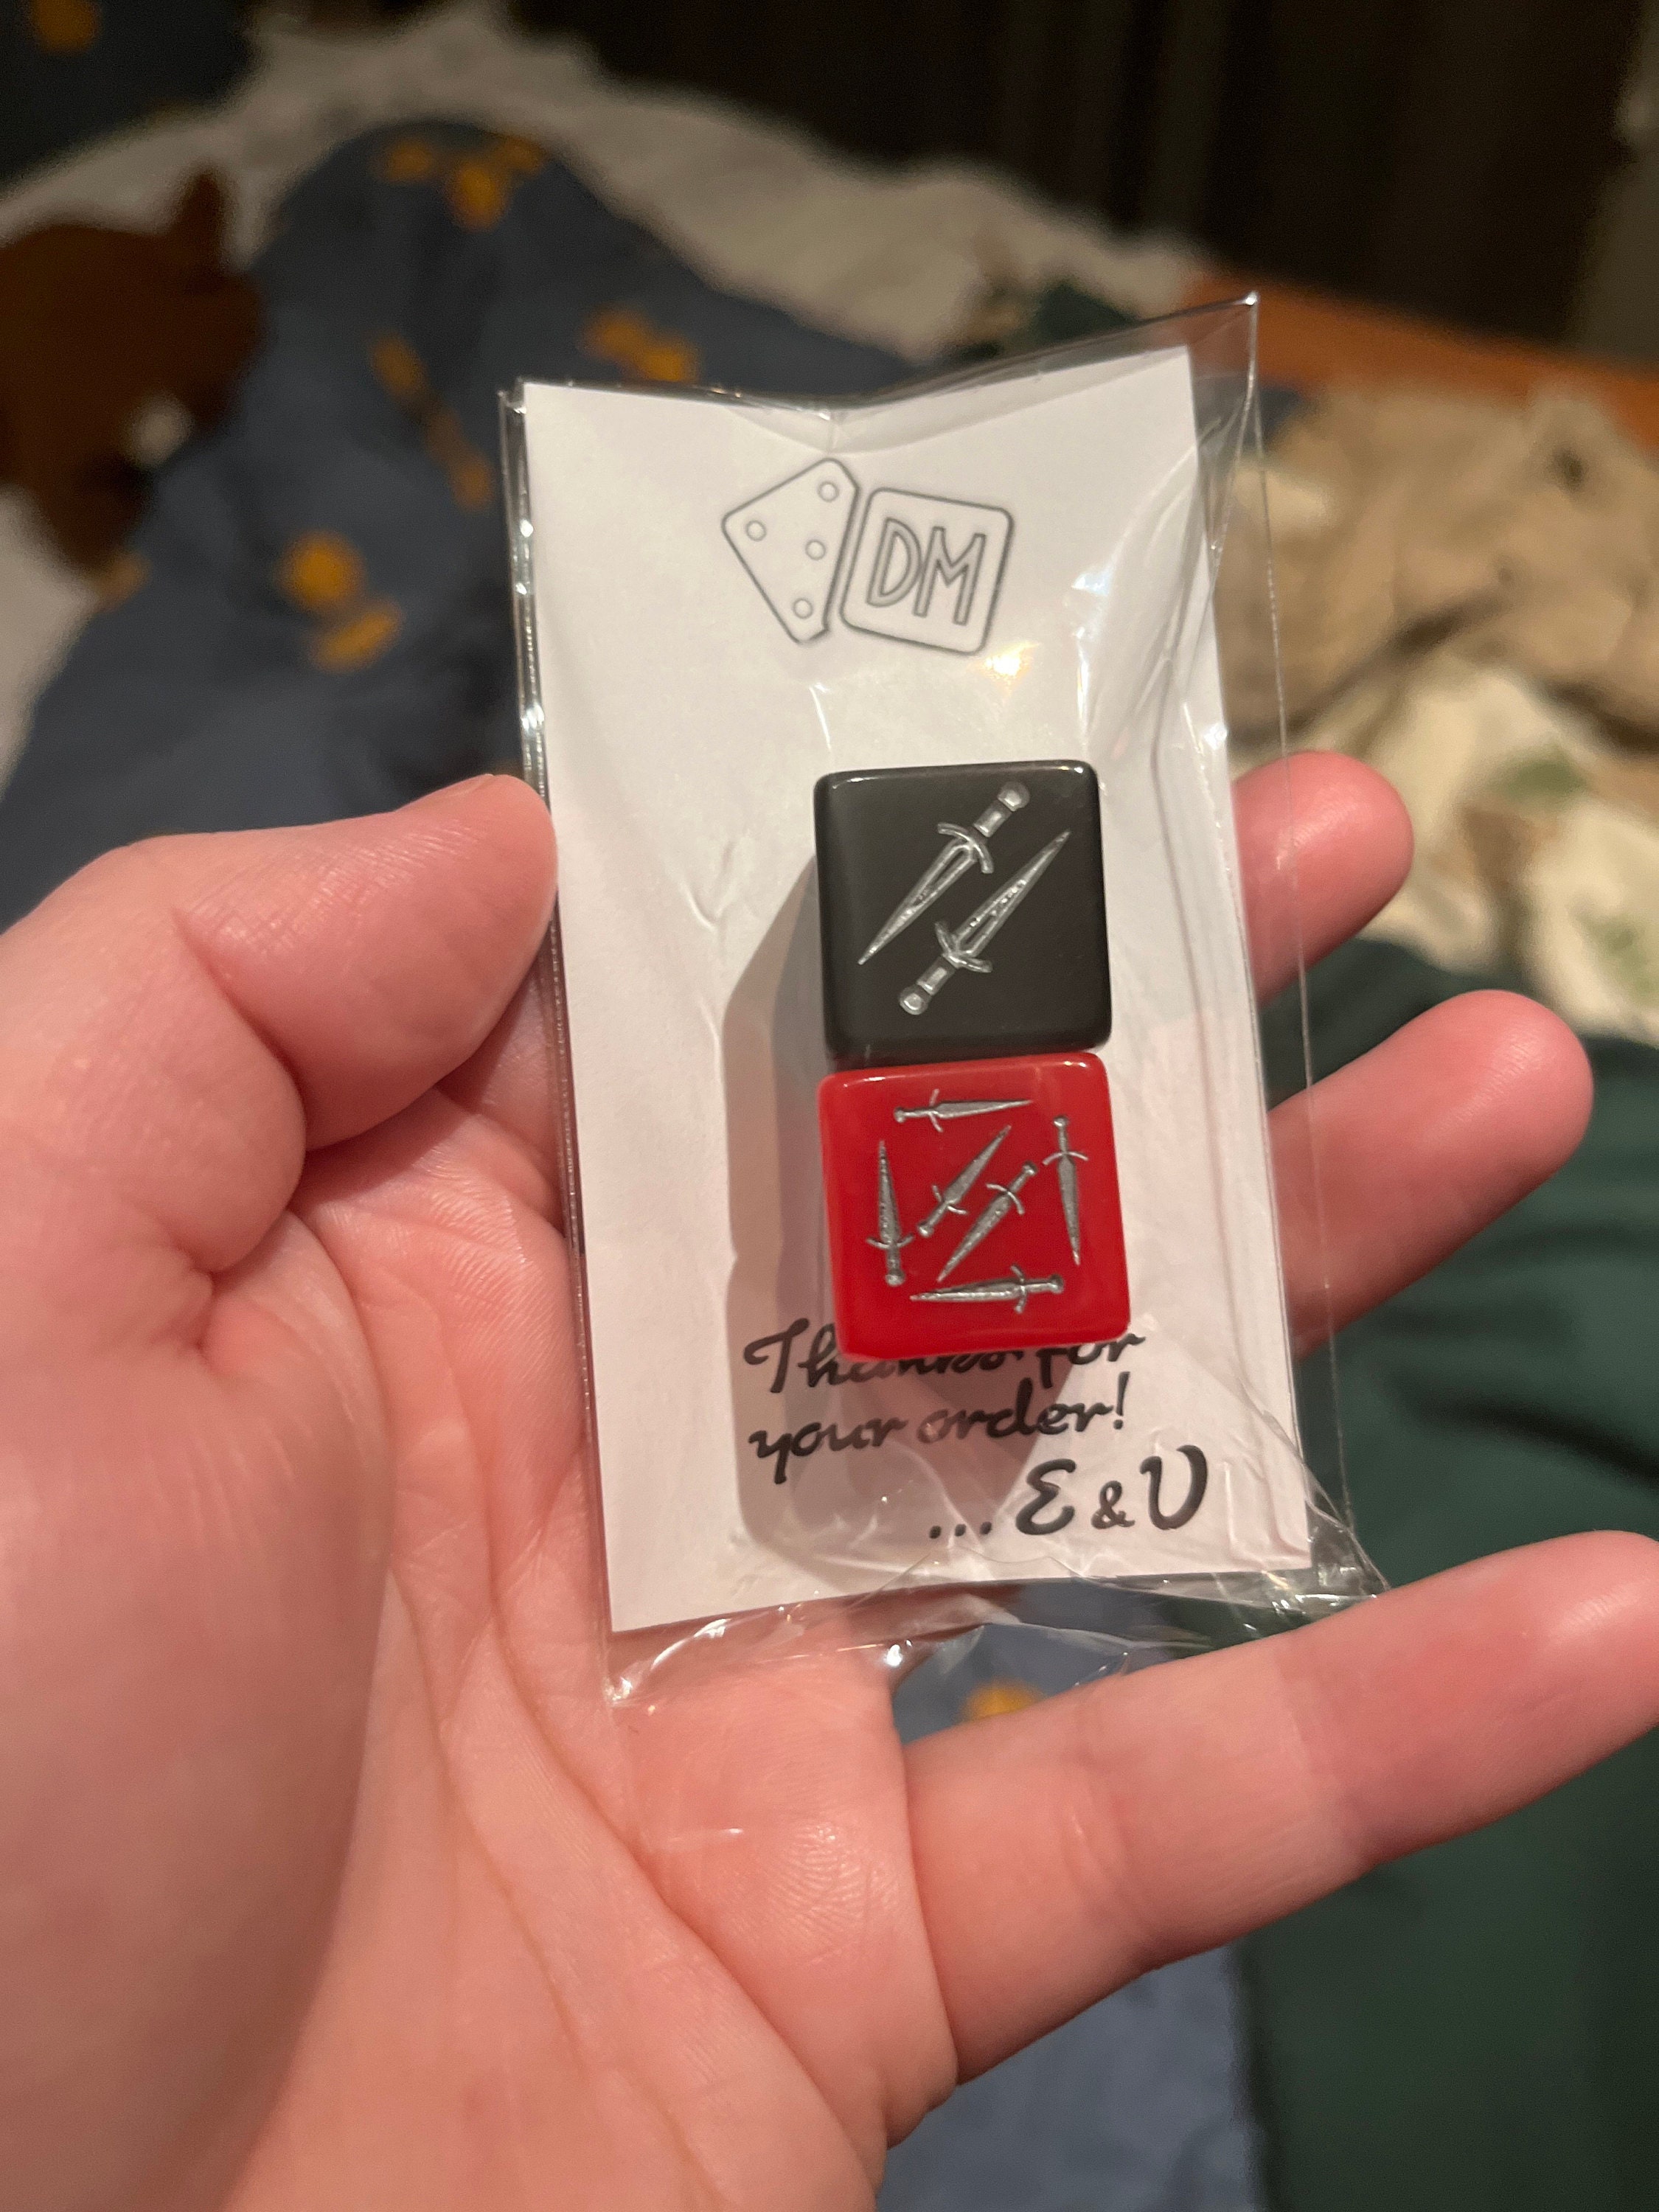 DM
Thanks for
your order!
... E & V